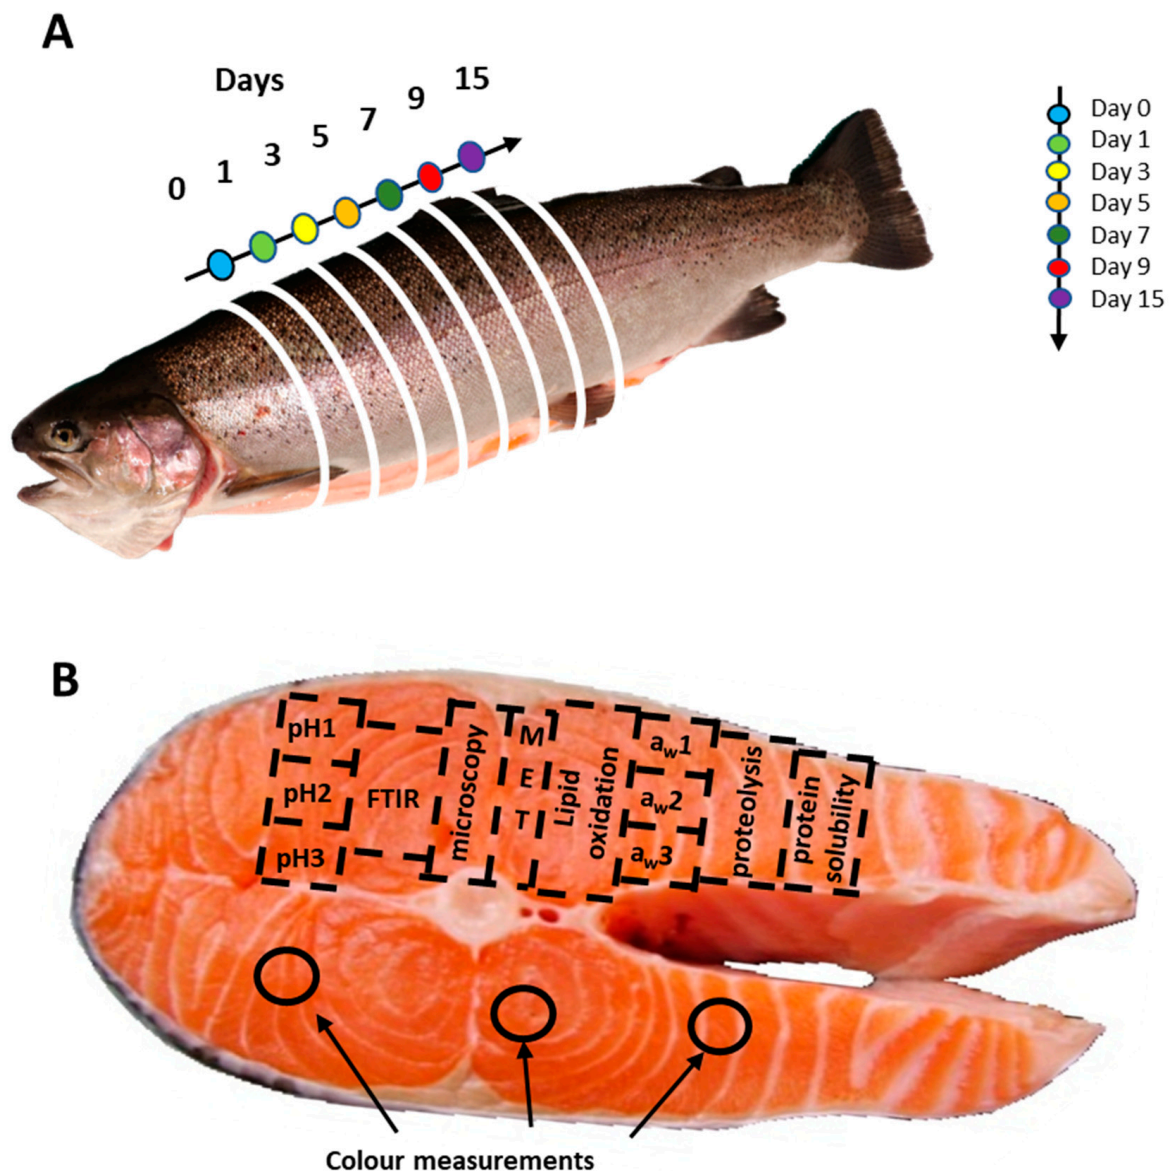 A
Days
0 1 3 5 7 9 15
Day 0
Day 1
Day 3
Day 5
Day 7
Day 9
Day 15
B
pH1
pH2
pH3
FTIR
microscopy
M
E
T
Lipid
oxidation
aw1
aw2
aw3
proteolysis
protein
solubility
Colour measurements